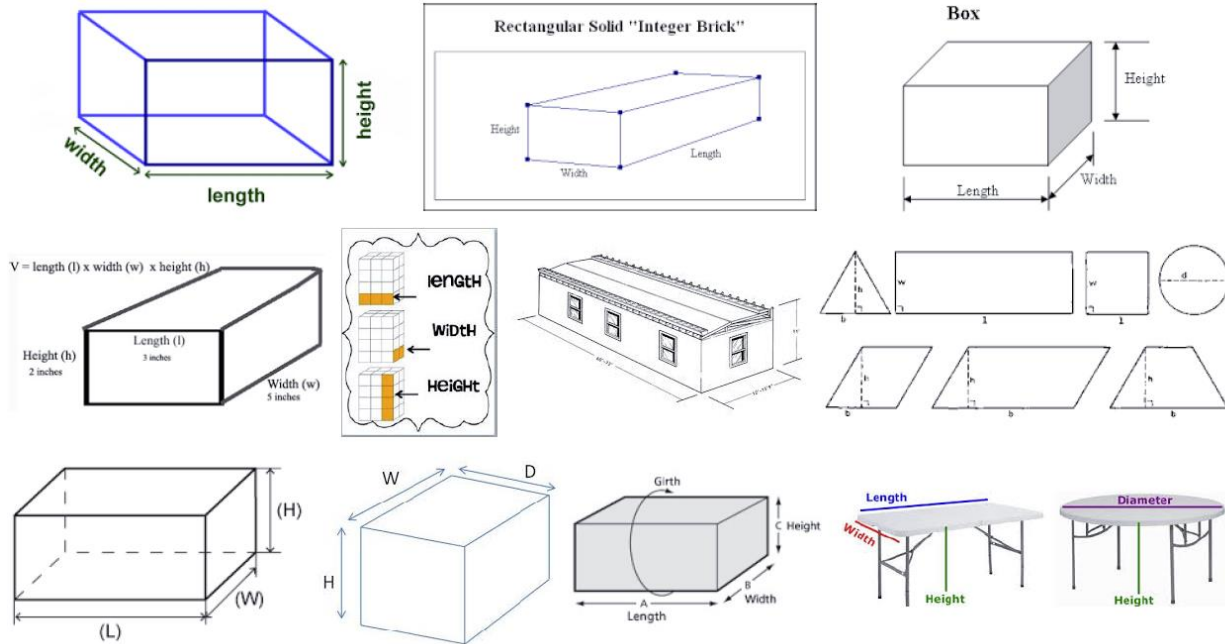 width
length
height
Rectangular Solid "Integer Brick"
Height
Width
Length
Box
Height
Length
Width
V = length (l) x width (w) x height (h)
Height (h)
2 inches
Length (l)
3 inches
Width (w)
5 inches
LENGTH
WIDTH
HEIGHT
h
b
w
l
w
l
d
h
b
h
b
h
b
(H)
(W)
(L)
W
D
H
Girth
C Height
B
Width
A
Length
Length
Width
Height
Diameter
Height